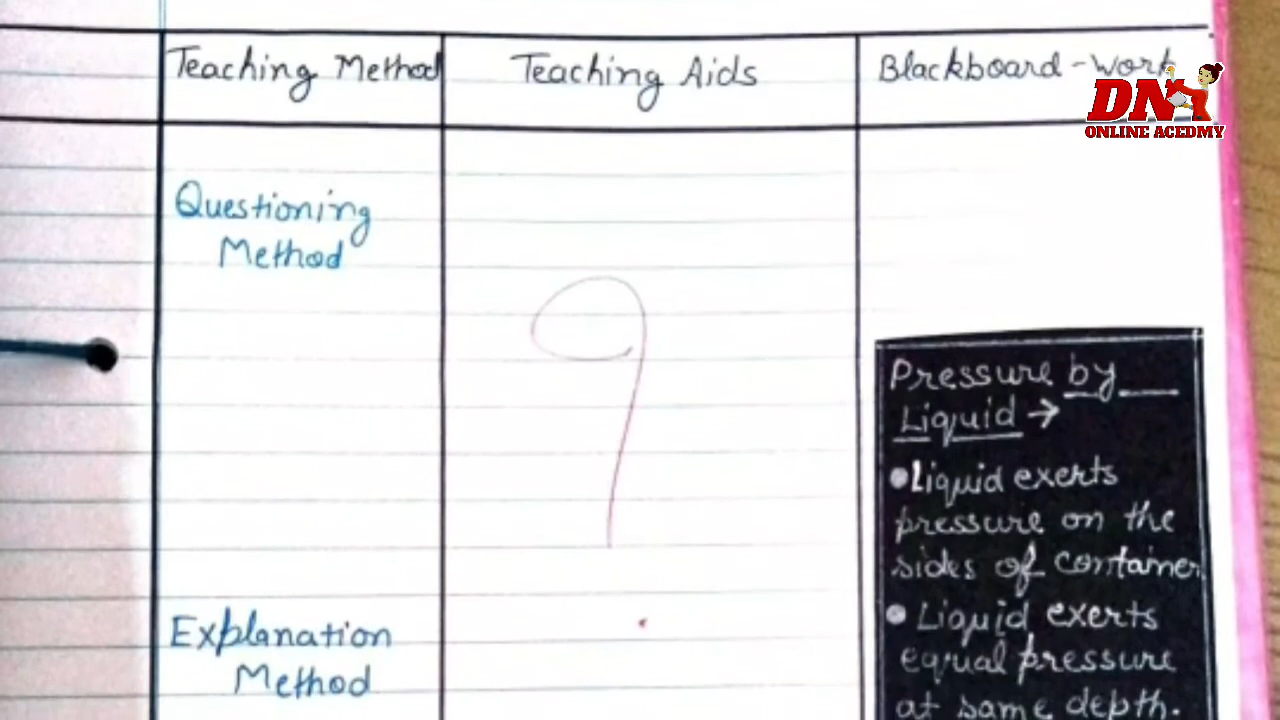 Teaching Method
Teaching Aids
Blackboard-Work
DN
ONLINE ACEDMY
Questioning
Method
Explanation
Method
Pressure by
Liquid →
• Liquid exerts
pressure on the
sides of container
• Liquid exerts
equal pressure
at same depth.